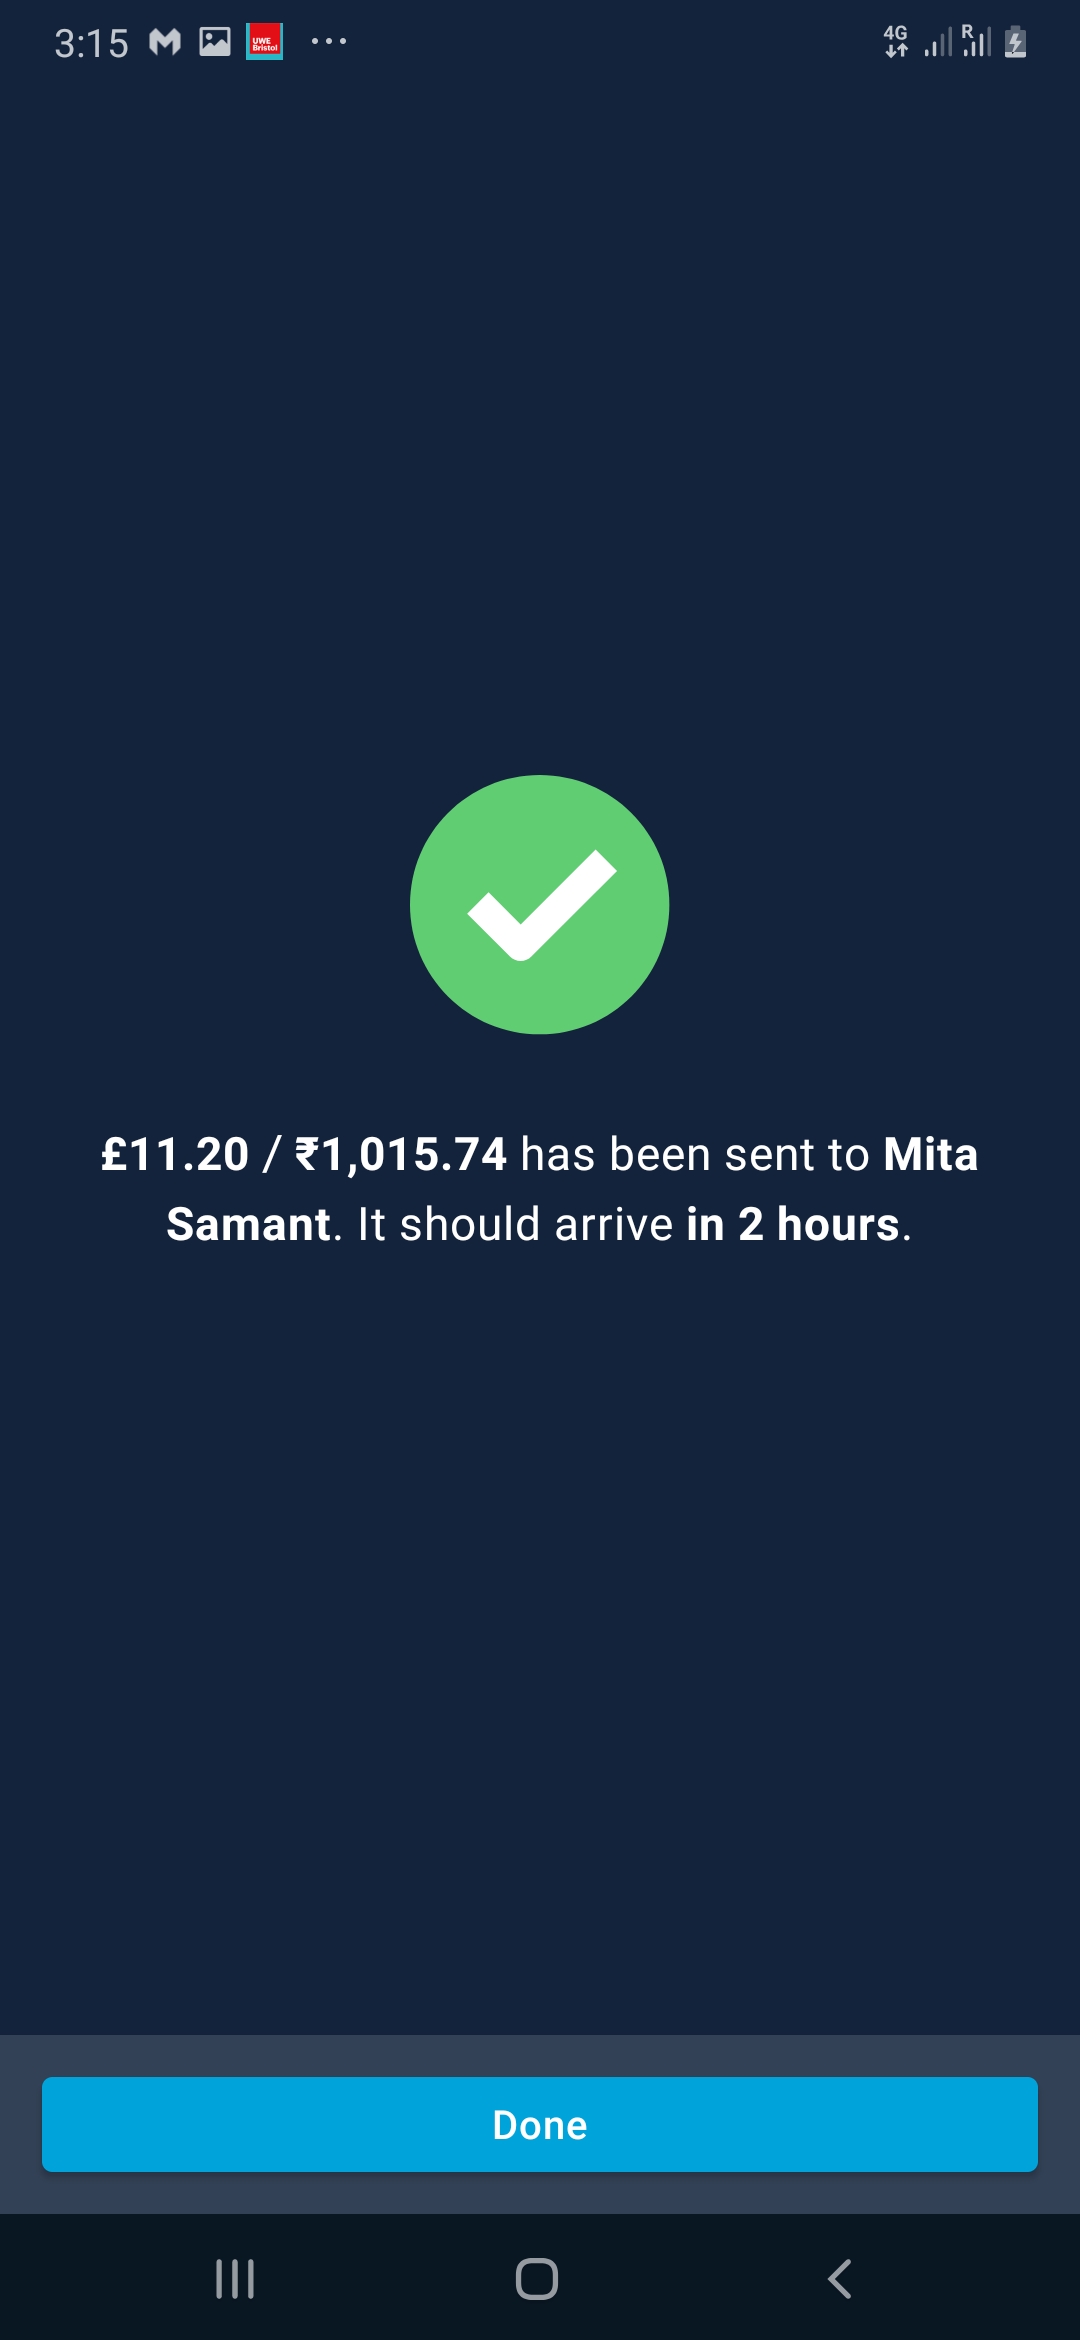 3:15 UWE Bristol 4G R
£11.20 / ₹1,015.74 has been sent to Mita
Samant. It should arrive in 2 hours.
Done